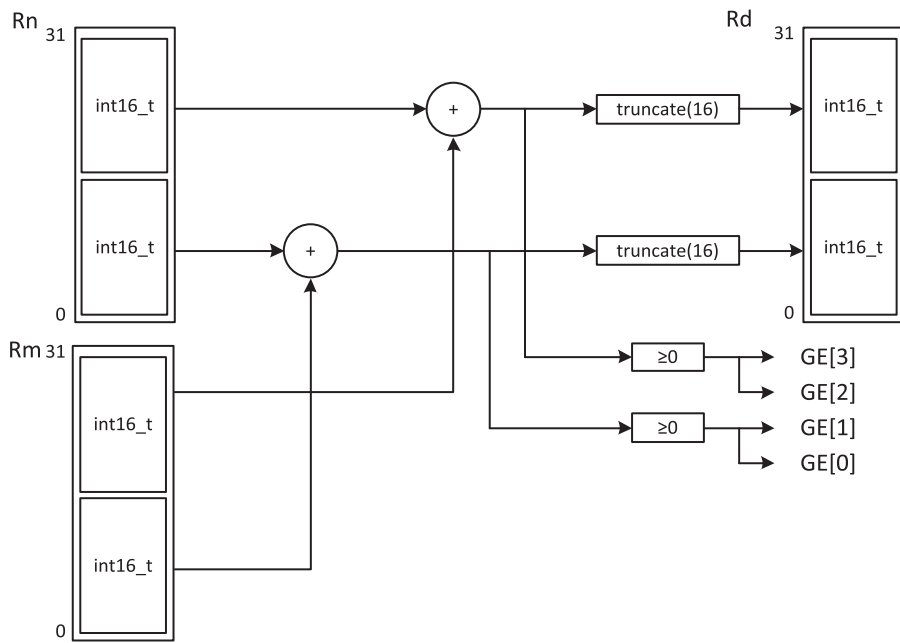 Rn
31
int16_t
int16_t
0
Rm
31
int16_t
int16_t
0
+
+
truncate(16)
truncate(16)
≥0
≥0
Rd
31
int16_t
int16_t
0
GE[3]
GE[2]
GE[1]
GE[0]